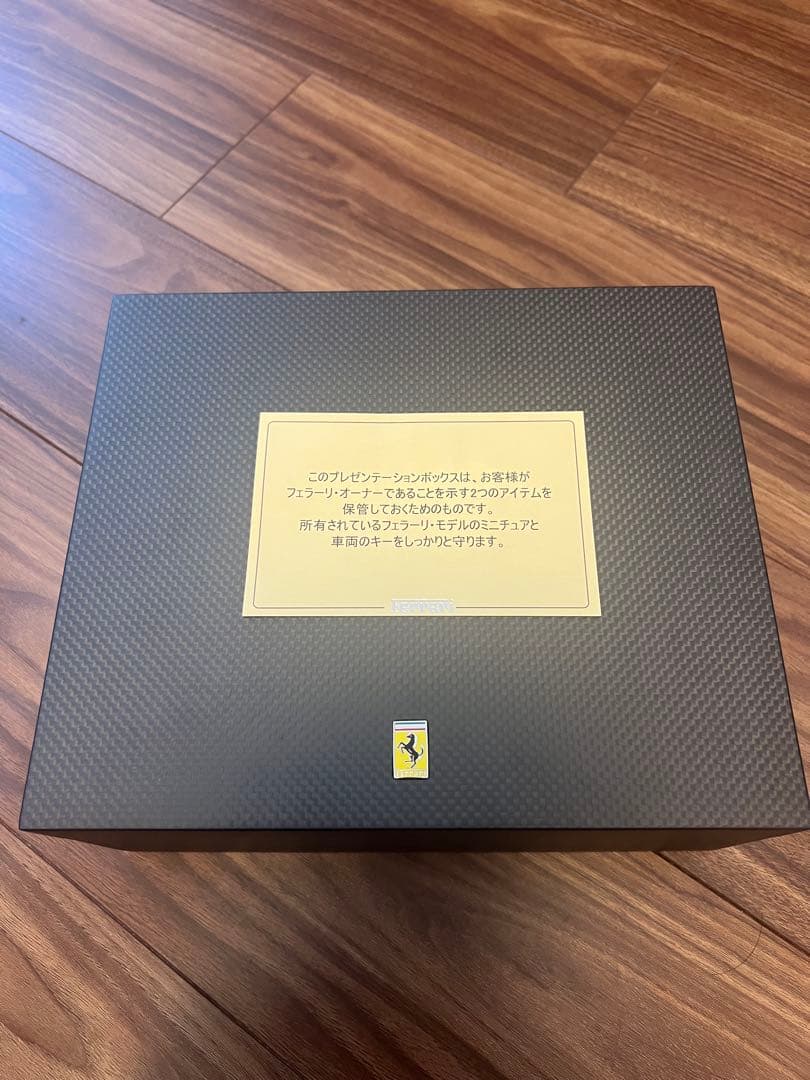 このプレゼンテーションボックスは、お客様が
フェラーリ・オーナーであることを示す2つのアイテムを
保管しておくためのものです。
所有されているフェラーリ・モデルのミニチュアと
車両のキーをしっかりと守ります。
Ferrari
Ferrari